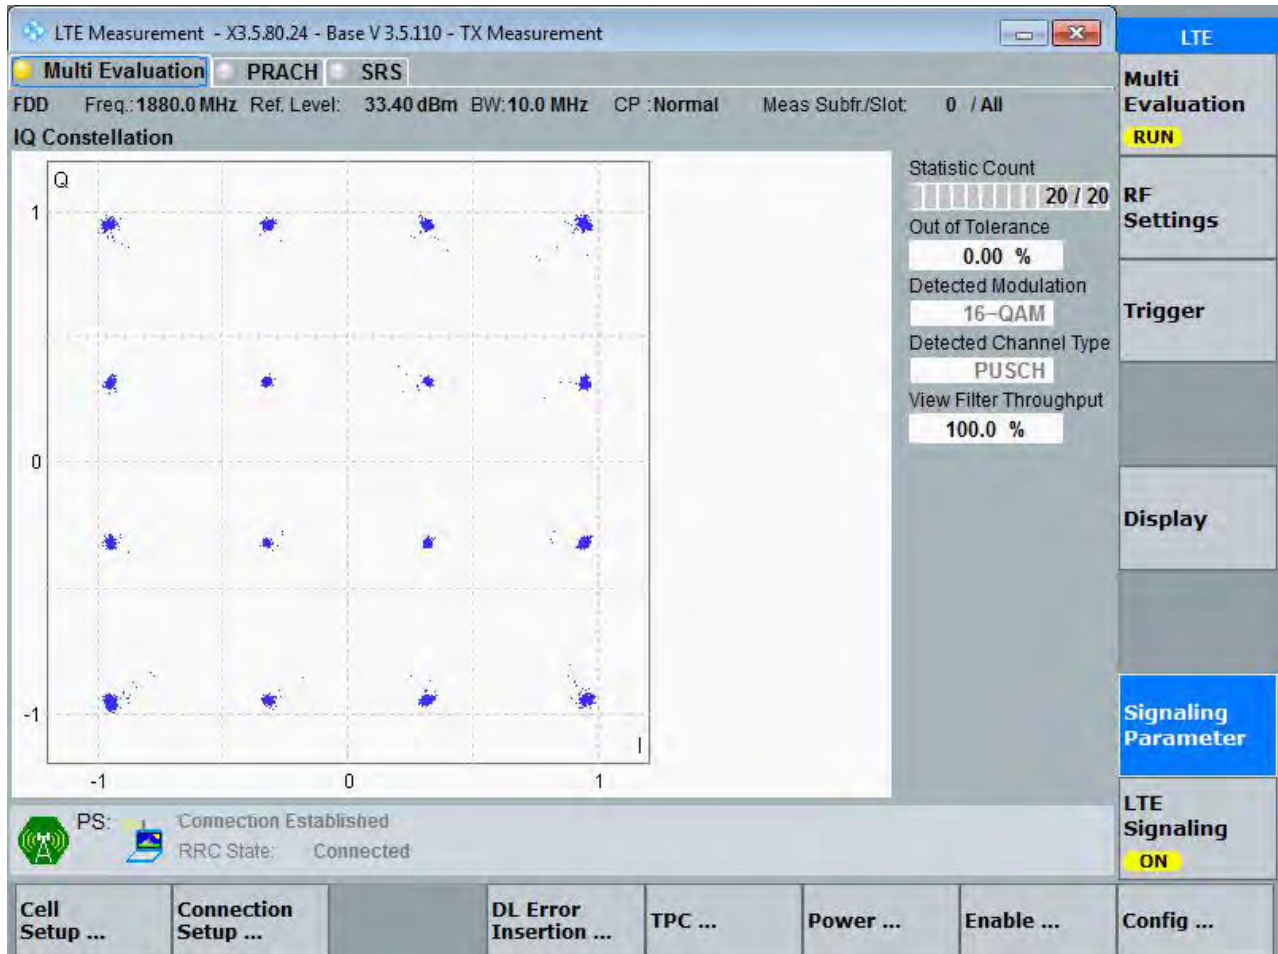 LTE Measurement - X3.5.80.24 - Base V 3.5.110 - TX Measurement
LTE
Multi Evaluation PRACH SRS
FDD Freq.: 1880.0 MHz Ref. Level: 33.40 dBm BW: 10.0 MHz CP :Normal Meas Subfr./Slot: 0 / All
IQ Constellation
Q
1
0
-1
I
-1 0 1
Statistic Count
20 / 20
Out of Tolerance
0.00 %
Detected Modulation
16-QAM
Detected Channel Type
PUSCH
View Filter Throughput
100.0 %
Multi
Evaluation
RUN
RF
Settings
Trigger
Display
Signaling
Parameter
LTE
Signaling
ON
PS: Connection Established
RRC State: Connected
Cell
Setup ...
Connection
Setup ...
DL Error
Insertion ...
TPC ...
Power ...
Enable ...
Config ...